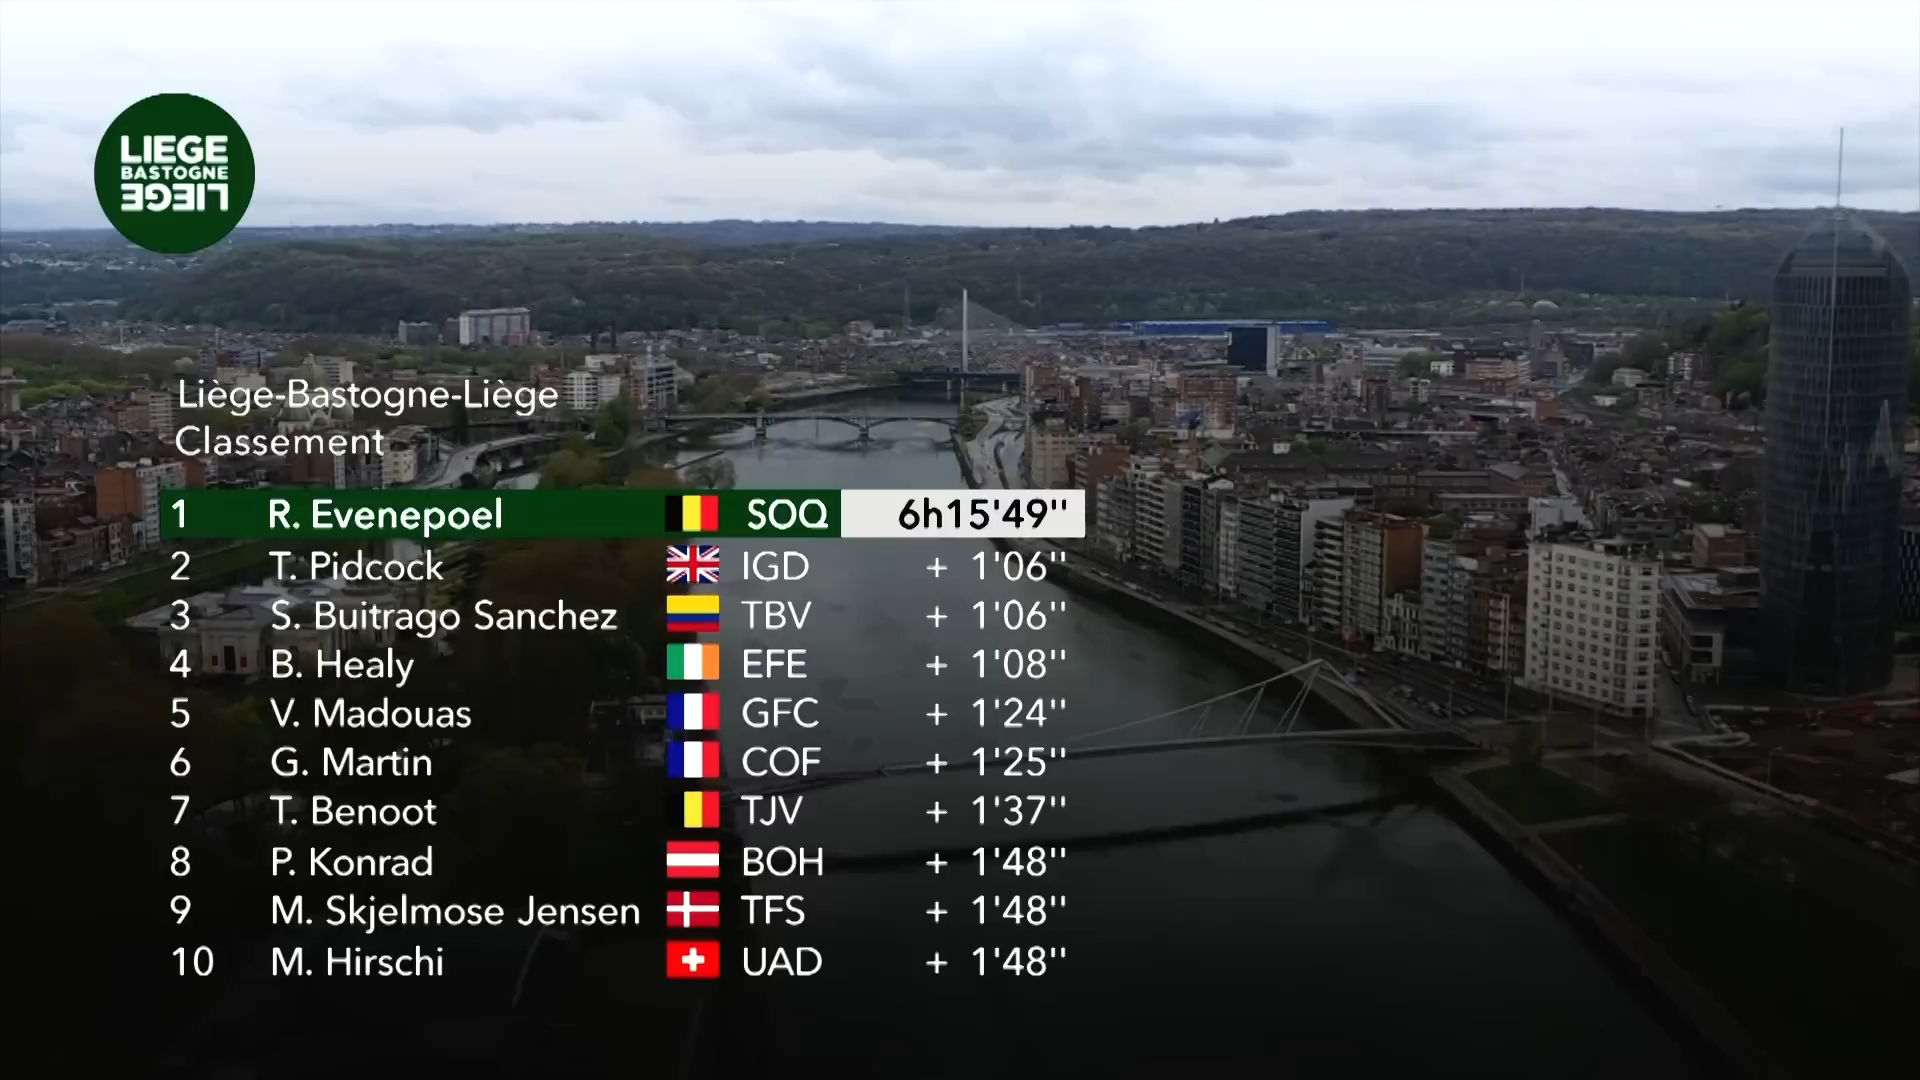 LIEGE
BASTOGNE
LIEGE
Liège-Bastogne-Liège
Classement
1 R. Evenepoel SOQ 6h15'49''
2 T. Pidcock IGD + 1'06''
3 S. Buitrago Sanchez TBV + 1'06''
4 B. Healy EFE + 1'08''
5 V. Madouas GFC + 1'24''
6 G. Martin COF + 1'25''
7 T. Benoot TJV + 1'37''
8 P. Konrad BOH + 1'48''
9 M. Skjelmose Jensen TFS + 1'48''
10 M. Hirschi UAD + 1'48''